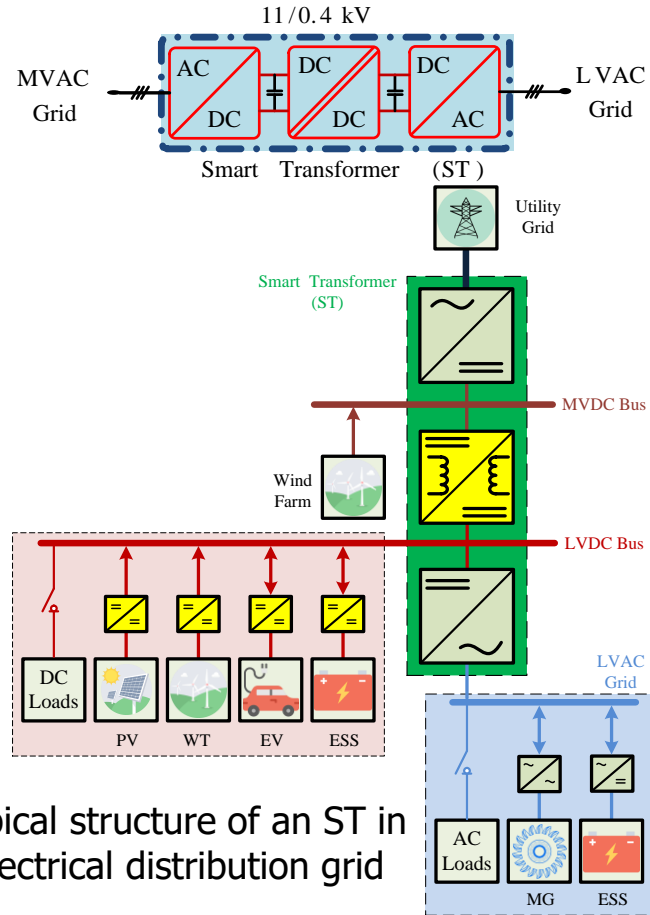 11/0.4 kV
MVAC
Grid
AC
DC
DC
DC
DC
AC
LVAC
Grid
Smart Transformer (ST )
Utility
Grid
Smart Transformer
(ST)
MVDC Bus
Wind
Farm
LVDC Bus
DC
Loads
PV
WT
EV
ESS
LVAC
Grid
AC
Loads
MG
ESS
pical structure of an ST in
ectrical distribution grid